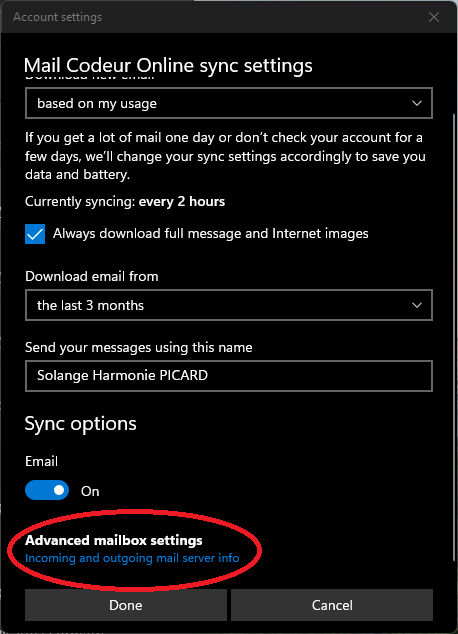 Account settings
Mail Codeur Online sync settings
Download new email
based on my usage
If you get a lot of mail one day or don't check your account for a
few days, we'll change your sync settings accordingly to save you
data and battery.
Currently syncing: every 2 hours
Always download full message and Internet images
Download email from
the last 3 months
Send your messages using this name
Solange Harmonie PICARD
Sync options
Email
On
Advanced mailbox settings
Incoming and outgoing mail server info
Done
Cancel